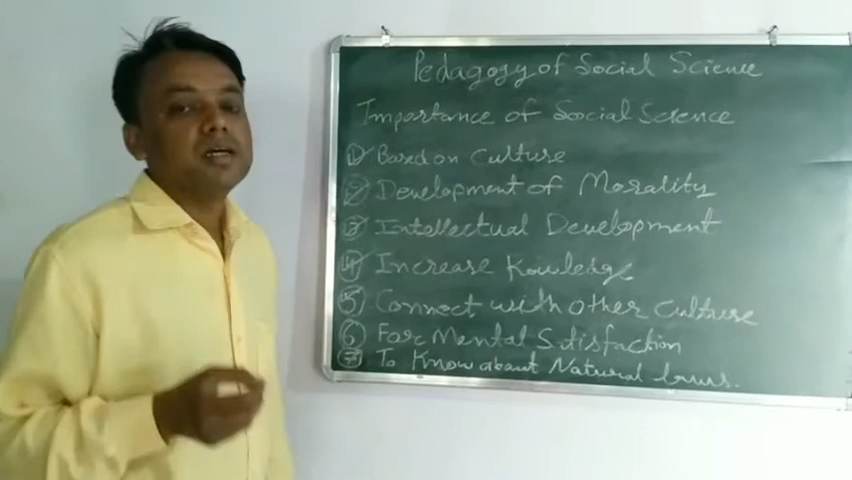 Pedagogy of Social Science
Importance of Social Science
① Based on Culture
② Development of Morality
③ Intellectual Development
④ Increase Knowledge
⑤ Connect with other Culture
⑥ For Mental Satisfaction
⑦ To Know about Natural